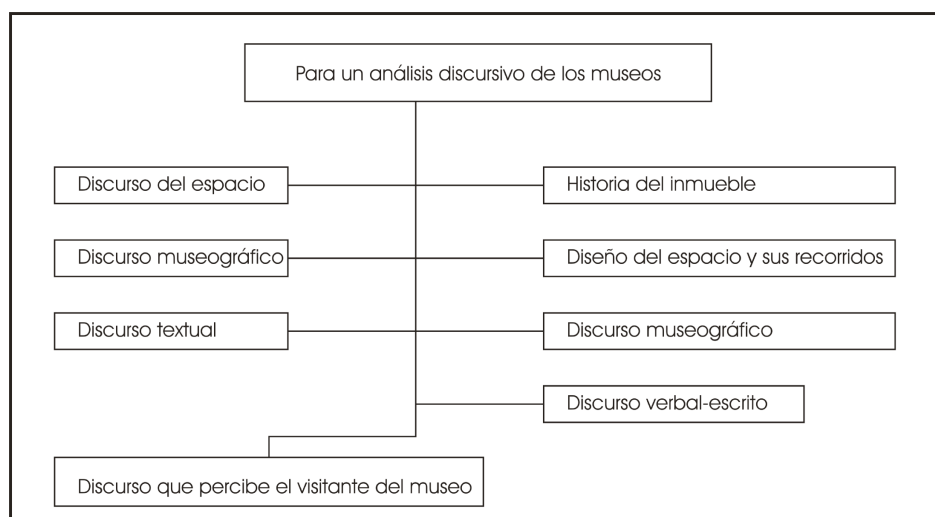 Para un análisis discursivo de los museos
Discurso del espacio
Historia del inmueble
Discurso museográfico
Diseño del espacio y sus recorridos
Discurso textual
Discurso museográfico
Discurso verbal-escrito
Discurso que percibe el visitante del museo